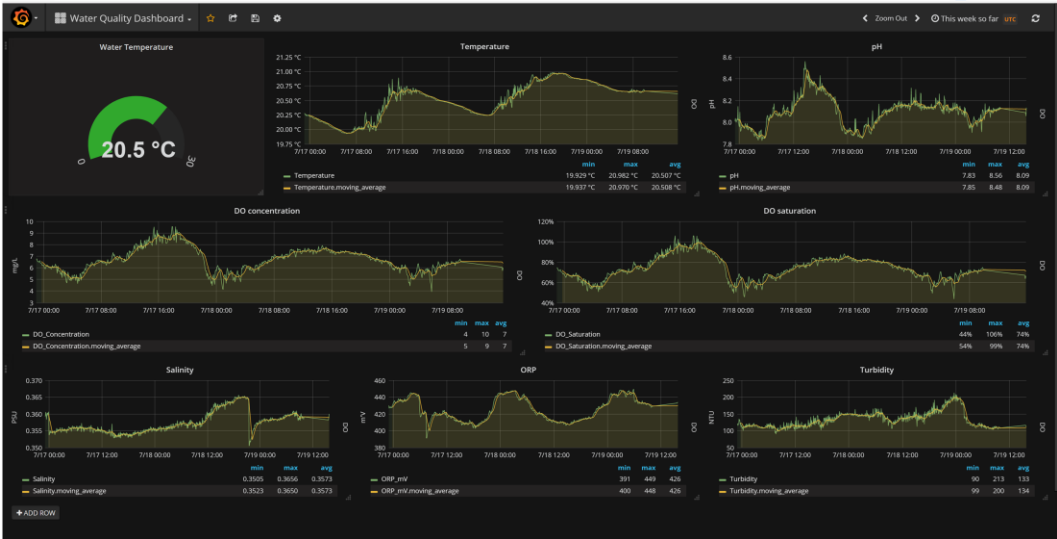 Water Quality Dashboard
Zoom Out
This week so far UTC
Water Temperature
20.5 °C
0
30
Temperature
21.25 °C
21.00 °C
20.75 °C
20.50 °C
20.25 °C
20.00 °C
19.75 °C
7/17 00:00 7/17 08:00 7/17 16:00 7/18 00:00 7/18 08:00 7/18 16:00 7/19 00:00 7/19 08:00
min max avg
Temperature 19.929 °C 20.982 °C 20.507 °C
Temperature.moving_average 19.937 °C 20.970 °C 20.508 °C
DO
pH
8.6
8.4
8.2
8.0
7.8
pH
7/17 00:00 7/17 12:00 7/18 00:00 7/18 12:00 7/19 00:00 7/19 12:00
min max avg
pH 7.83 8.56 8.09
pH.moving_average 7.85 8.48 8.09
DO
DO concentration
10
9
8
7
6
5
4
3
mg/L
7/17 00:00 7/17 08:00 7/17 16:00 7/18 00:00 7/18 08:00 7/18 16:00 7/19 00:00 7/19 08:00
min max avg
DO_Concentration 4 10 7
DO_Concentration.moving_average 5 9 7
DO
DO saturation
120%
100%
80%
60%
40%
7/17 00:00 7/17 08:00 7/17 16:00 7/18 00:00 7/18 08:00 7/18 16:00 7/19 00:00 7/19 08:00
min max avg
DO_Saturation 44% 106% 74%
DO_Saturation.moving_average 54% 99% 74%
DO
Salinity
0.370
0.365
0.360
0.355
0.350
PSU
7/17 00:00 7/17 12:00 7/18 00:00 7/18 12:00 7/19 00:00 7/19 12:00
min max avg
Salinity 0.3505 0.3656 0.3573
Salinity.moving_average 0.3523 0.3650 0.3573
DO
ORP
460
440
420
400
380
mV
7/17 00:00 7/17 12:00 7/18 00:00 7/18 12:00 7/19 00:00 7/19 12:00
min max avg
ORP_mV 391 449 426
ORP_mV.moving_average 400 448 426
DO
Turbidity
250
200
150
100
50
NTU
7/17 00:00 7/17 12:00 7/18 00:00 7/18 12:00 7/19 00:00 7/19 12:00
min max avg
Turbidity 90 213 133
Turbidity.moving_average 99 200 134
+ADD ROW